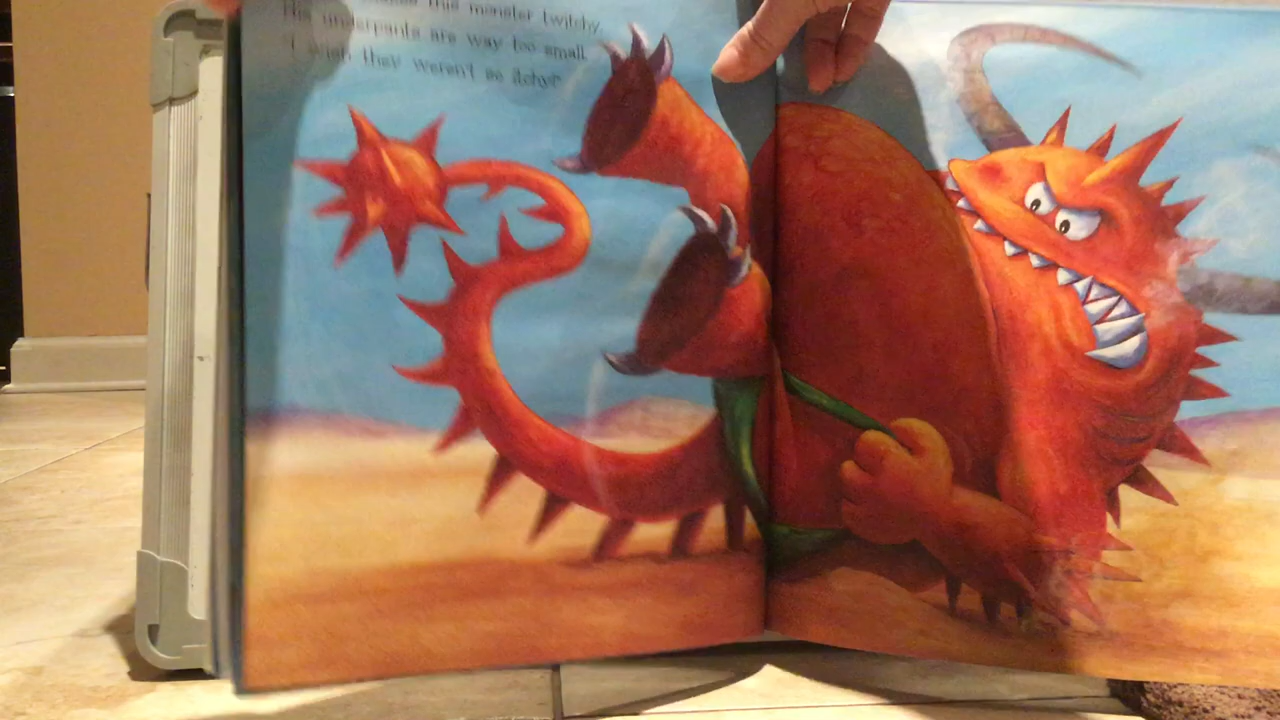 this monster twitchy
His underpants are way too small.
"I wish they weren't so itchy!"